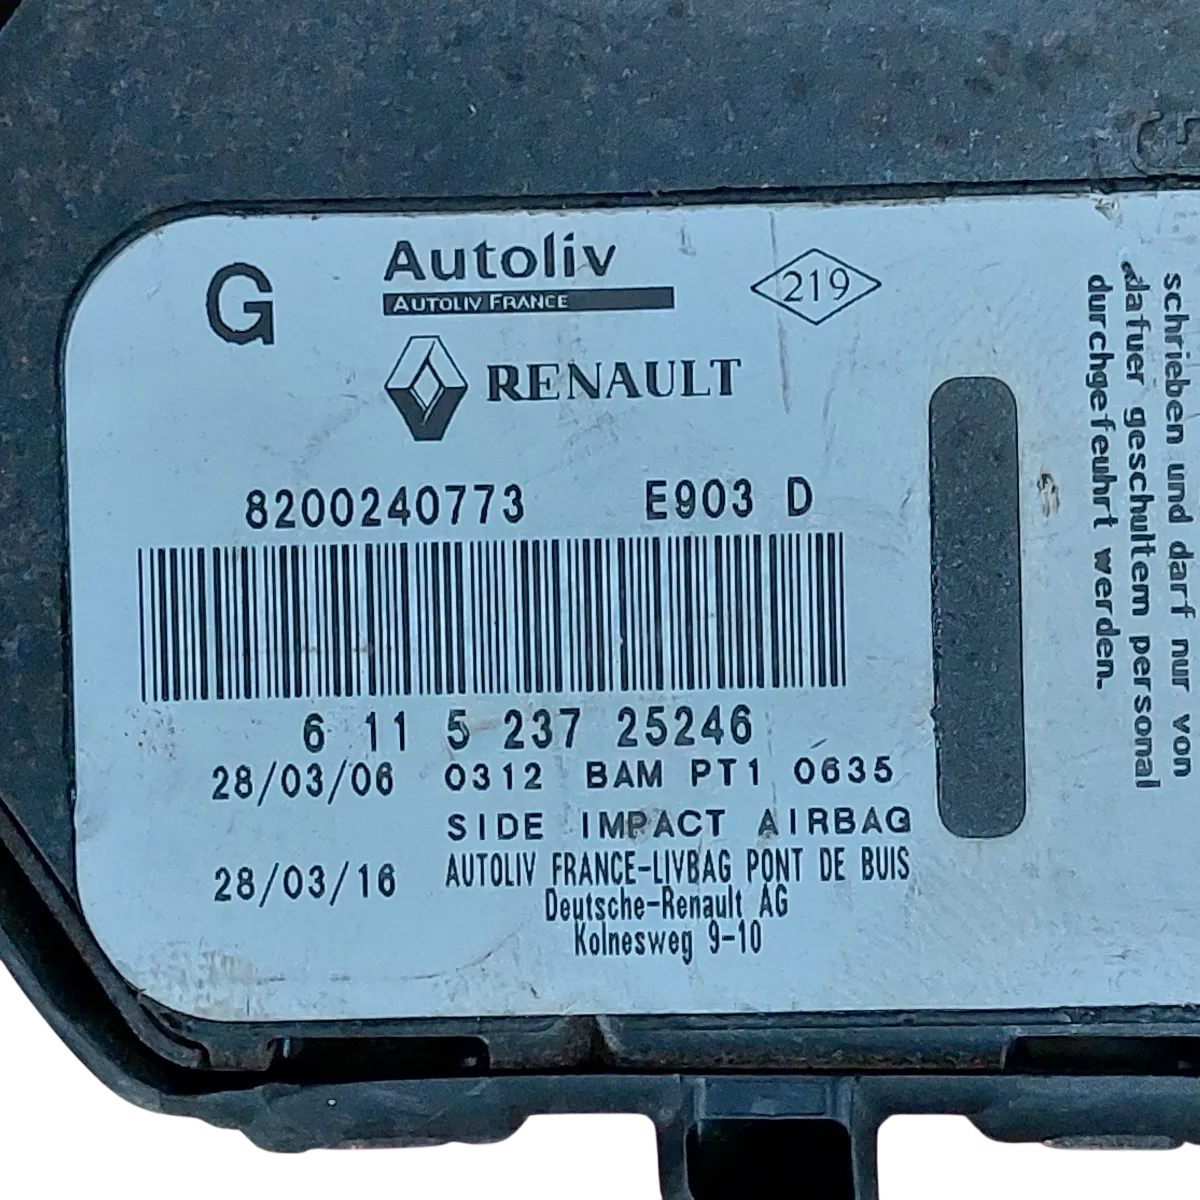 G
Autoliv
AUTOLIV FRANCE
219
RENAULT
8200240773 E903 D
6 11 5 237 25246
28/03/06 0312 BAM PT1 0635
SIDE IMPACT AIRBAG
28/03/16 AUTOLIV FRANCE-LIVBAG PONT DE BUIS
Deutsche-Renault AG
Kolnesweg 9-10
schrieben und darf nur von
dafuer geschultem personal
durchgefeuhrt werden.